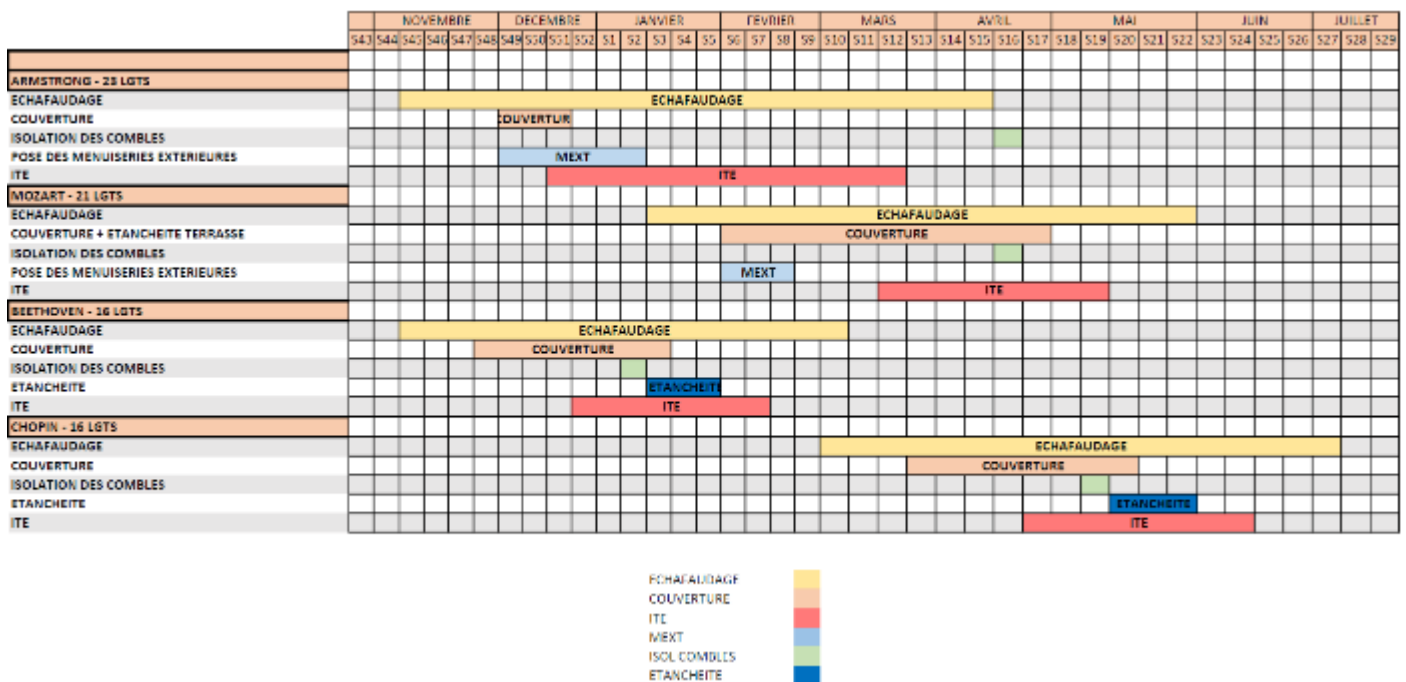 NOVEMBRE DECEMBRE JANVIER FEVRIER MARS AVRIL MAI JUIN JUILLET
S43 S44 S45 S46 S47 S48 S49 S50 S51 S52 S1 S2 S3 S4 S5 S6 S7 S8 S9 S10 S11 S12 S13 S14 S15 S16 S17 S18 S19 S20 S21 S22 S23 S24 S25 S26 S27 S28 S29
ARMSTRONG - 23 LGTS
ECHAFAUDAGE ECHAFAUDAGE
COUVERTURE COUVERTUR
ISOLATION DES COMBLES
POSE DES MENUISERIES EXTERIEURES MEXT
ITE ITE
MOZART - 21 LGTS
ECHAFAUDAGE ECHAFAUDAGE
COUVERTURE + ETANCHEITE TERRASSE COUVERTURE
ISOLATION DES COMBLES
POSE DES MENUISERIES EXTERIEURES MEXT
ITE ITE
BEETHOVEN - 16 LGTS
ECHAFAUDAGE ECHAFAUDAGE
COUVERTURE COUVERTURE
ISOLATION DES COMBLES
ETANCHEITE ETANCHEITE
ITE ITE
CHOPIN - 16 LGTS
ECHAFAUDAGE ECHAFAUDAGE
COUVERTURE COUVERTURE
ISOLATION DES COMBLES
ETANCHEITE ETANCHEITE
ITE ITE
ECHAFAUDAGE
COUVERTURE
ITE
MEXT
ISOL COMBLES
ETANCHEITE